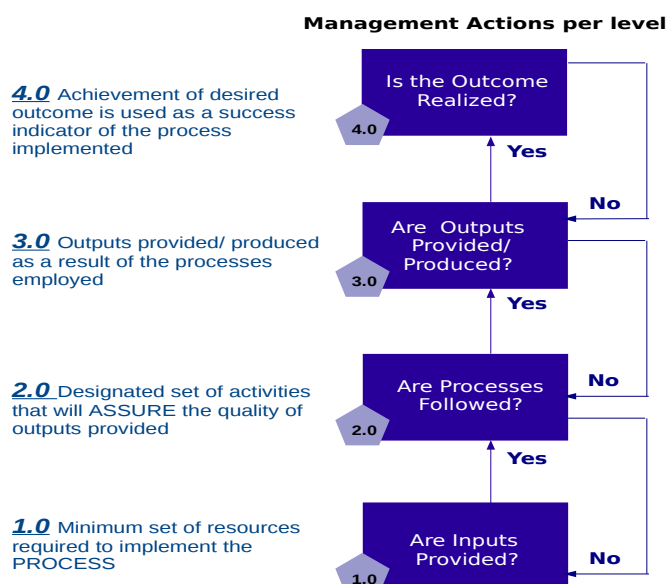 Management Actions per level
4.0 Achievement of desired
outcome is used as a success
indicator of the process
implemented
Is the Outcome
Realized?
4.0
Yes
No
3.0 Outputs provided/ produced
as a result of the processes
employed
Are Outputs
Provided/
Produced?
3.0
Yes
No
2.0 Designated set of activities
that will ASSURE the quality of
outputs provided
Are Processes
Followed?
2.0
Yes
1.0 Minimum set of resources
required to implement the
PROCESS
Are Inputs
Provided?
1.0
No